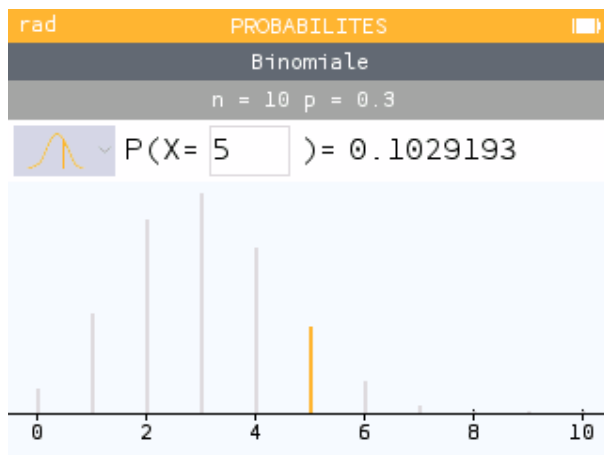 rad PROBABILITES
Binomiale
n = 10 p = 0.3
P(X= 5 )= 0.1029193
0 2 4 6 8 10